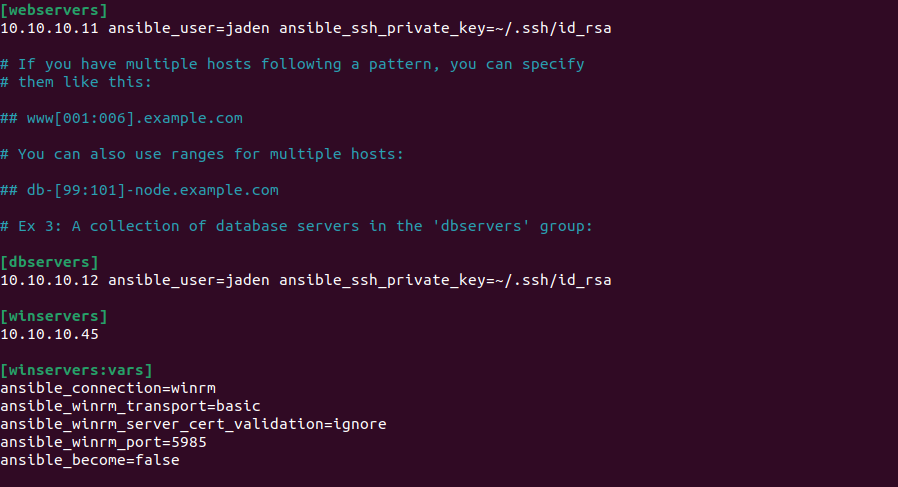 [webservers]
10.10.10.11 ansible_user=jaden ansible_ssh_private_key=~/.ssh/id_rsa
# If you have multiple hosts following a pattern, you can specify
# them like this:
## www[001:006].example.com
# You can also use ranges for multiple hosts:
## db-[99:101]-node.example.com
# Ex 3: A collection of database servers in the 'dbservers' group:
[dbservers]
10.10.10.12 ansible_user=jaden ansible_ssh_private_key=~/.ssh/id_rsa
[winservers]
10.10.10.45
[winservers:vars]
ansible_connection=winrm
ansible_winrm_transport=basic
ansible_winrm_server_cert_validation=ignore
ansible_winrm_port=5985
ansible_become=false